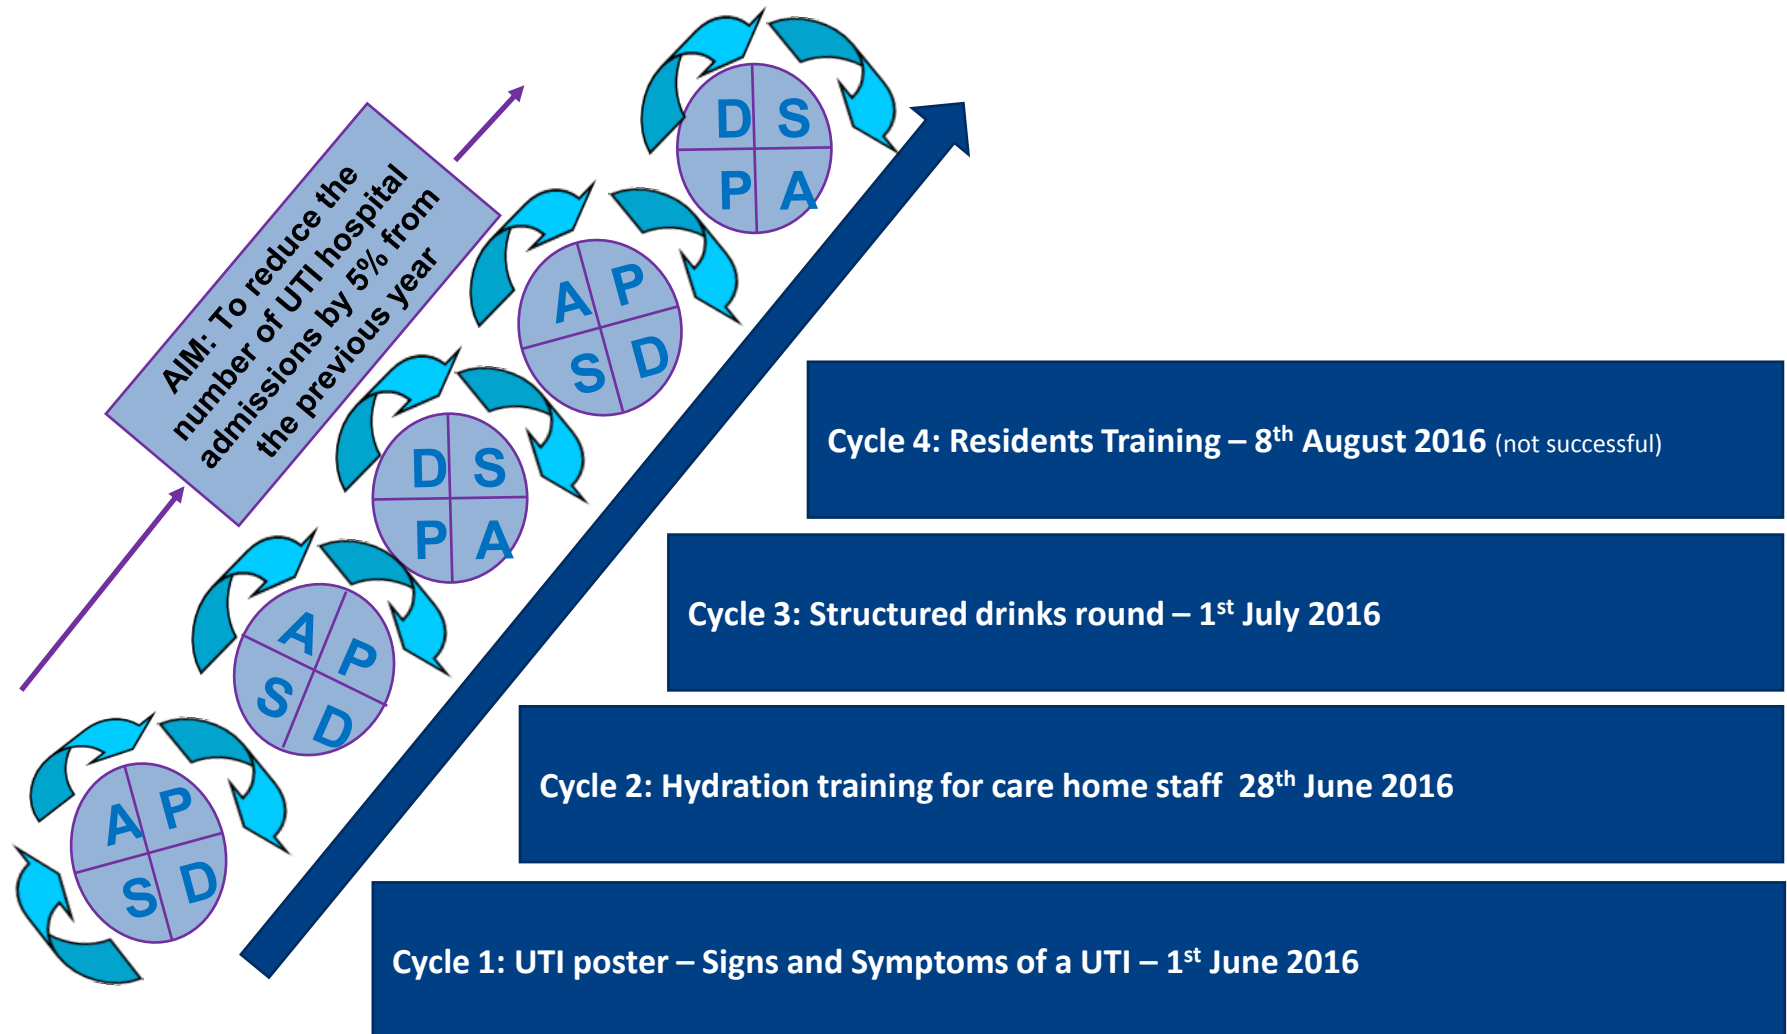 AIM: To reduce the
number of UTI hospital
admissions by 5% from
the previous year
D S
P A
A P
S D
D S
P A
A P
S D
A P
S D
Cycle 4: Residents Training – 8th August 2016 (not successful)
Cycle 3: Structured drinks round – 1st July 2016
Cycle 2: Hydration training for care home staff 28th June 2016
Cycle 1: UTI poster – Signs and Symptoms of a UTI – 1st June 2016